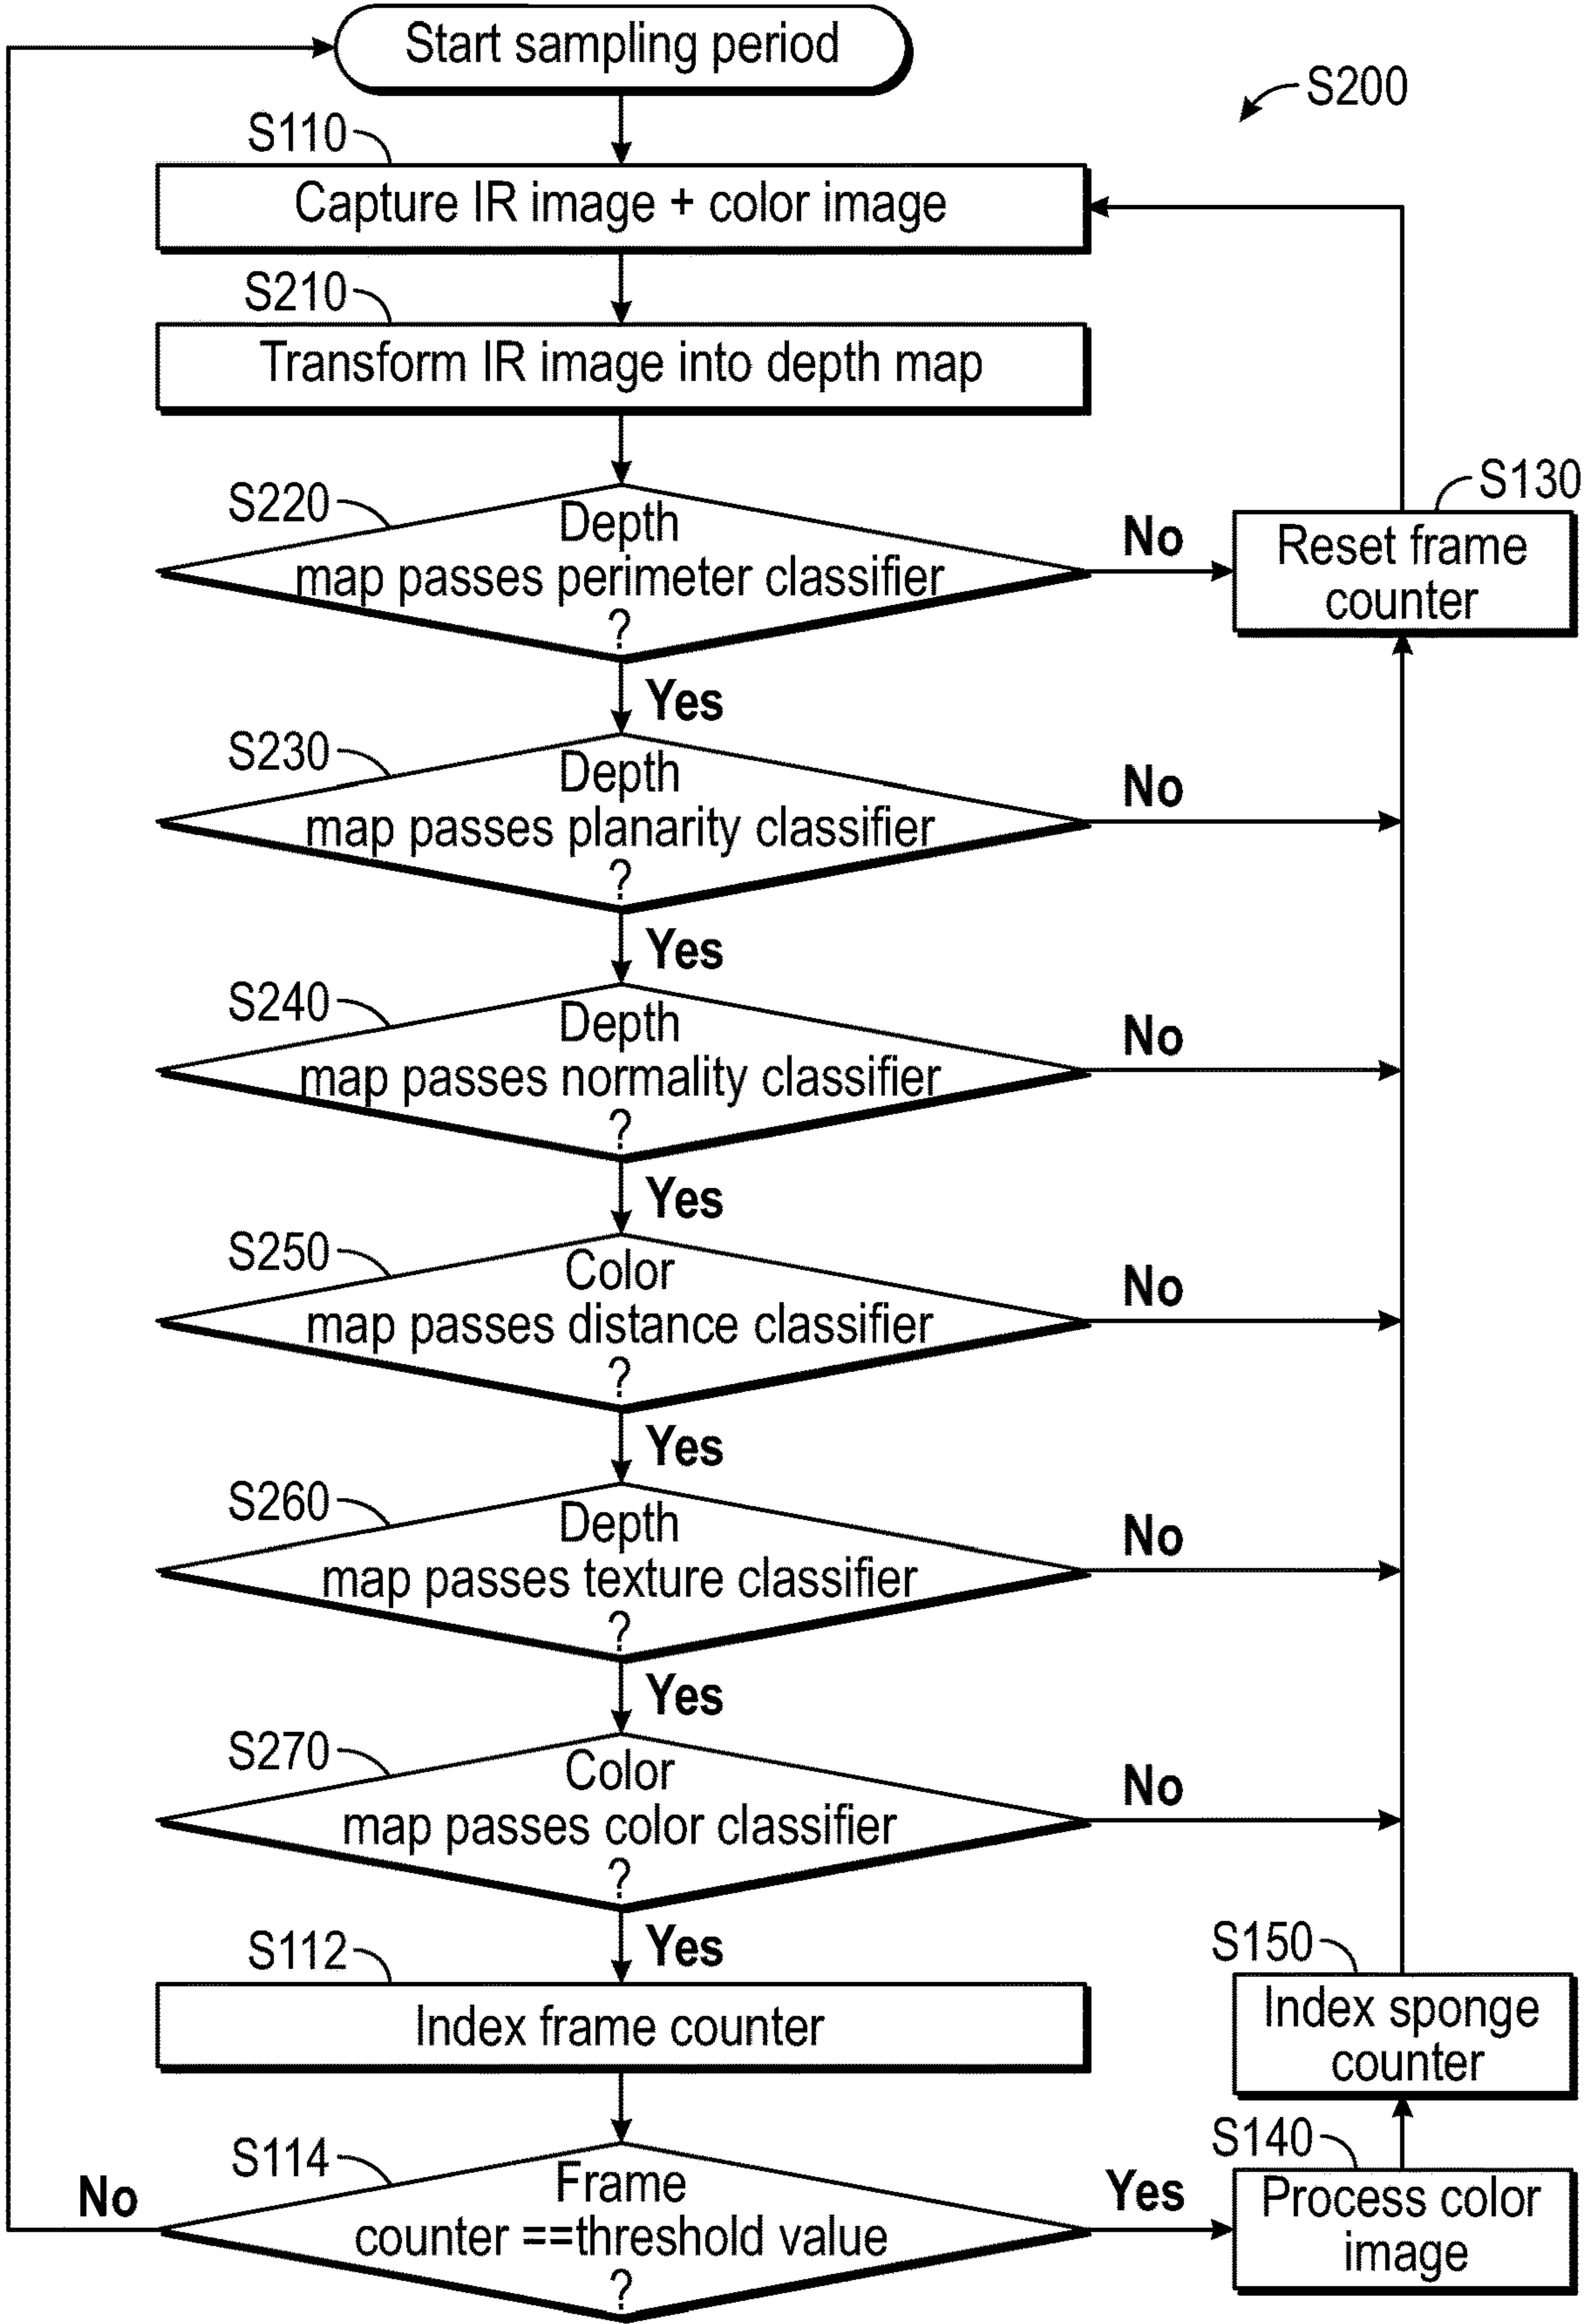 Start sampling period
S200
S110
Capture IR image + color image
S210
Transform IR image into depth map
S220
Depth
map passes perimeter classifier
?
No
S130
Reset frame
counter
Yes
S230
Depth
map passes planarity classifier
?
No
Yes
S240
Depth
map passes normality classifier
?
No
Yes
S250
Color
map passes distance classifier
?
No
Yes
S260
Depth
map passes texture classifier
?
No
Yes
S270
Color
map passes color classifier
?
No
Yes
S112
Index frame counter
S150
Index sponge
counter
S114
Frame
counter ==threshold value
?
No
Yes
S140
Process color
image